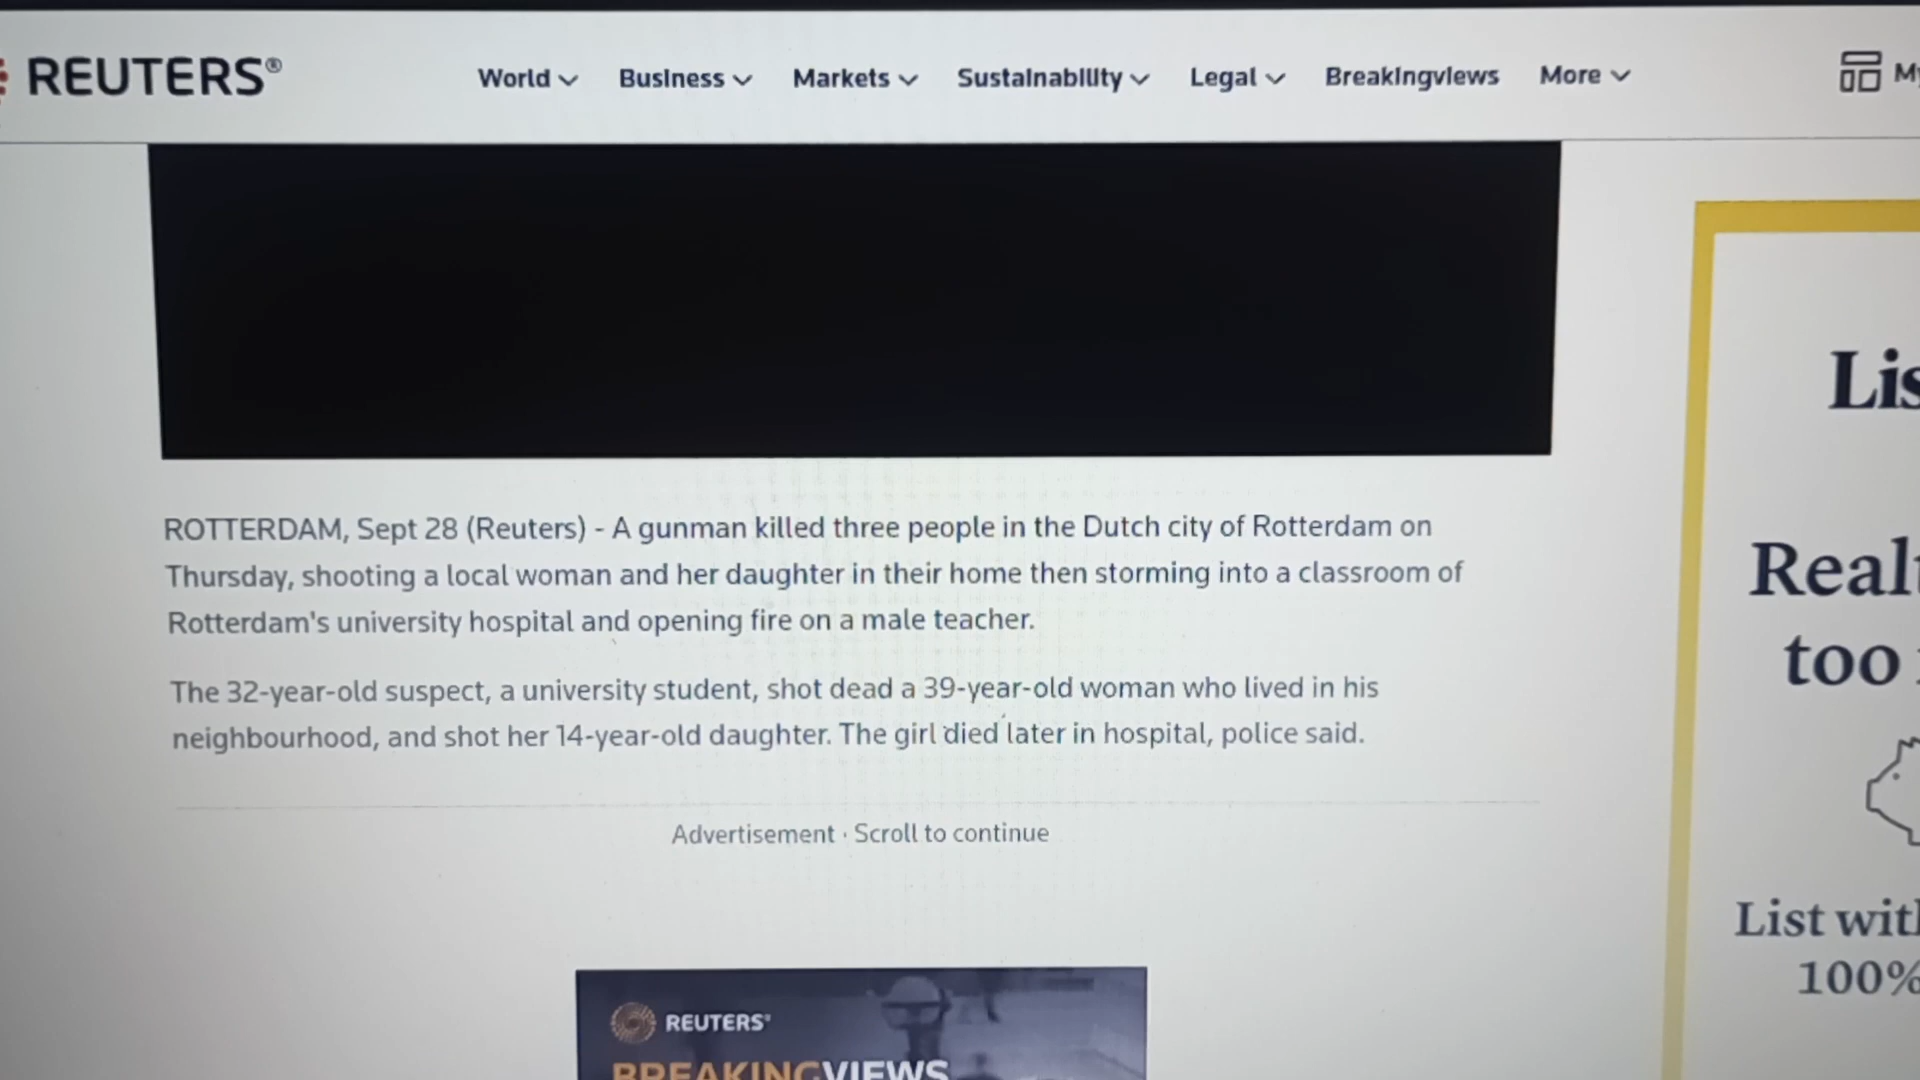 REUTERS®
World Business Markets Sustainability Legal Breakingviews More
ROTTERDAM, Sept 28 (Reuters) - A gunman killed three people in the Dutch city of Rotterdam on
Thursday, shooting a local woman and her daughter in their home then storming into a classroom of
Rotterdam's university hospital and opening fire on a male teacher.
The 32-year-old suspect, a university student, shot dead a 39-year-old woman who lived in his
neighbourhood, and shot her 14-year-old daughter. The girl died later in hospital, police said.
Advertisement · Scroll to continue
REUTERS®
BREAKINGVIEWS
too
List
100%